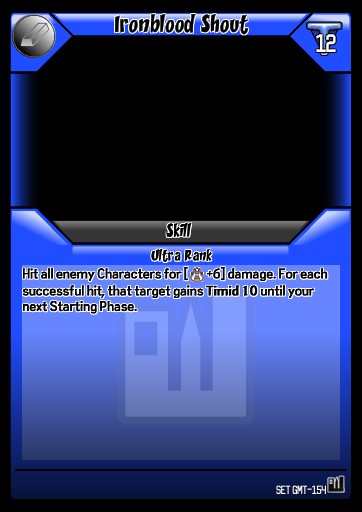 Ironblood Shout
12
Skill
Ultra Rank
Hit all enemy Characters for [ +6] damage. For each
successful hit, that target gains Timid 10 until your
next Starting Phase.
SET GMT-154